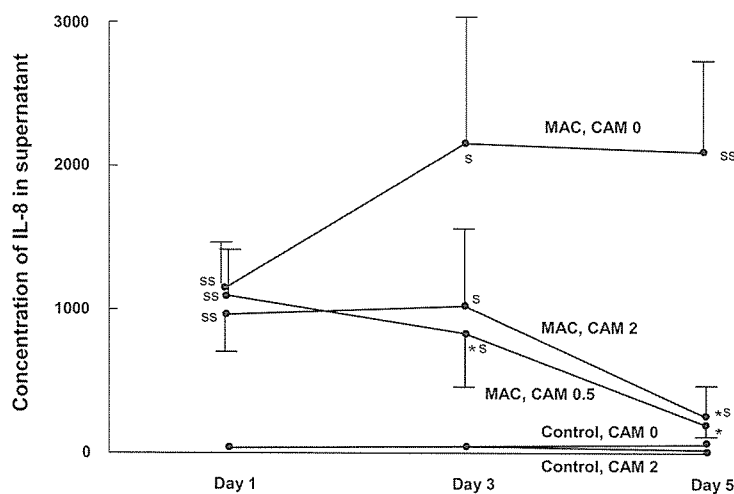 Concentration of IL-8 in supernatant
3000
2000
1000
0
MAC, CAM 0
s
ss
ss
ss
ss
s
MAC, CAM 2
*s
MAC, CAM 0.5
*s
*
Control, CAM 0
Control, CAM 2
Day 1
Day 3
Day 5